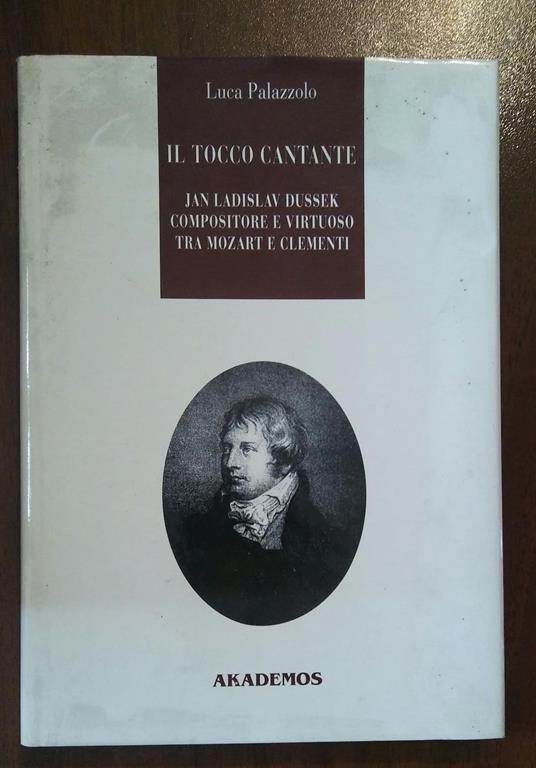 Luca Palazzolo
IL TOCCO CANTANTE
JAN LADISLAV DUSSEK
COMPOSITORE E VIRTUOSO
TRA MOZART E CLEMENTI
AKADEMOS